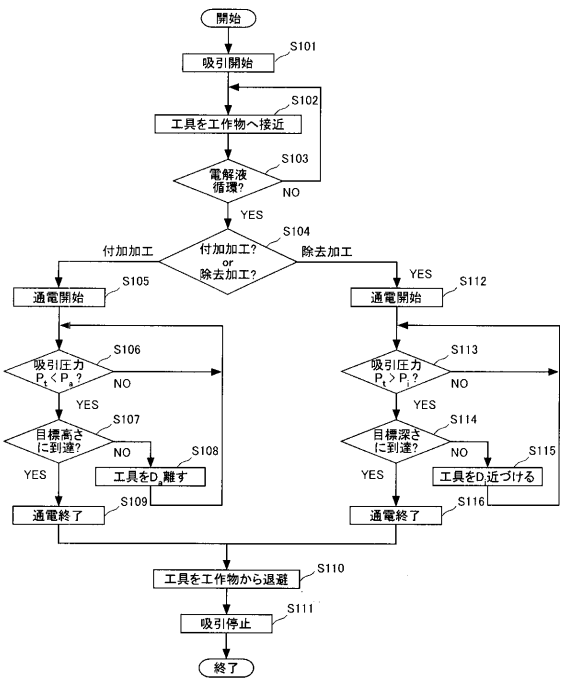 開始
S101
吸引開始
S102
工具を工作物へ接近
S103
電解液
循環?
NO
YES
S104
付加加工?
or
除去加工?
付加加工
除去加工
YES
S105
通電開始
S112
通電開始
S106
吸引圧力
Pt<Pa?
NO
YES
S113
吸引圧力
Pt>Pi?
NO
YES
S107
目標高さ
に到達?
NO
YES
S108
工具をDa離す
S114
目標深さ
に到達?
NO
YES
S115
工具をDi近づける
S109
通電終了
S116
通電終了
S110
工具を工作物から退避
S111
吸引停止
終了